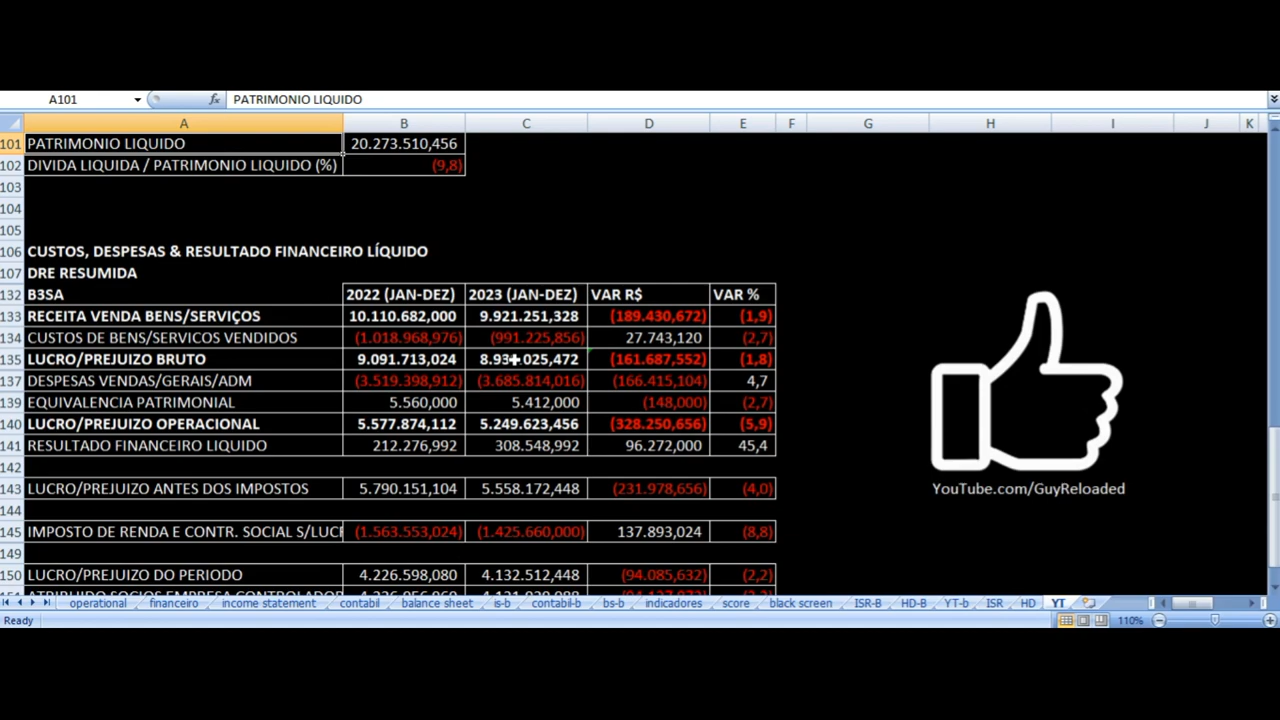 A101 fx PATRIMONIO LIQUIDO
A B C D E F G H I J K
101 PATRIMONIO LIQUIDO 20.273.510,456
102 DIVIDA LIQUIDA / PATRIMONIO LIQUIDO (%) (9,8)
103
104
105
106 CUSTOS, DESPESAS & RESULTADO FINANCEIRO LÍQUIDO
107 DRE RESUMIDA
132 B3SA 2022 (JAN-DEZ) 2023 (JAN-DEZ) VAR R$ VAR %
133 RECEITA VENDA BENS/SERVIÇOS 10.110.682,000 9.921.251,328 (189.430,672) (1,9)
134 CUSTOS DE BENS/SERVICOS VENDIDOS (1.018.968,976) (991.225,856) 27.743,120 (2,7)
135 LUCRO/PREJUIZO BRUTO 9.091.713,024 8.930.025,472 (161.687,552) (1,8)
137 DESPESAS VENDAS/GERAIS/ADM (3.519.398,912) (3.685.814,016) (166.415,104) 4,7
139 EQUIVALENCIA PATRIMONIAL 5.560,000 5.412,000 (148,000) (2,7)
140 LUCRO/PREJUIZO OPERACIONAL 5.577.874,112 5.249.623,456 (328.250,656) (5,9)
141 RESULTADO FINANCEIRO LIQUIDO 212.276,992 308.548,992 96.272,000 45,4
142
143 LUCRO/PREJUIZO ANTES DOS IMPOSTOS 5.790.151,104 5.558.172,448 (231.978,656) (4,0)
YouTube.com/GuyReloaded
144
145 IMPOSTO DE RENDA E CONTR. SOCIAL S/LUCR (1.563.553,024) (1.425.660,000) 137.893,024 (8,8)
149
150 LUCRO/PREJUIZO DO PERIODO 4.226.598,080 4.132.512,448 (94.085,632) (2,2)
operacional financeiro income statement contabil balance sheet is-b contabil-b bs-b indicadores score black screen ISR-B HD-B YT-b ISR HD YT
Ready 110%